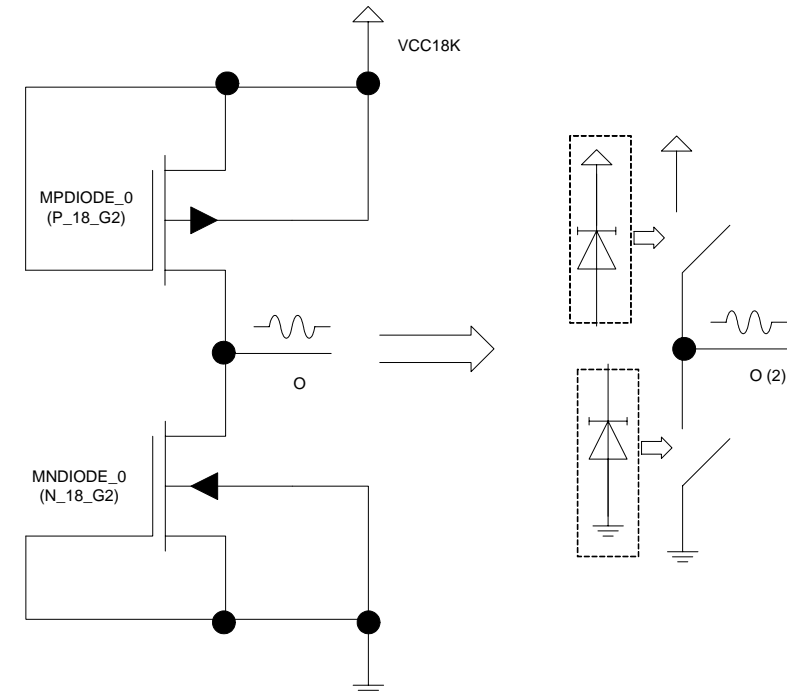 VCC18K
MPDIODE_0
(P_18_G2)
O
O (2)
MNDIODE_0
(N_18_G2)